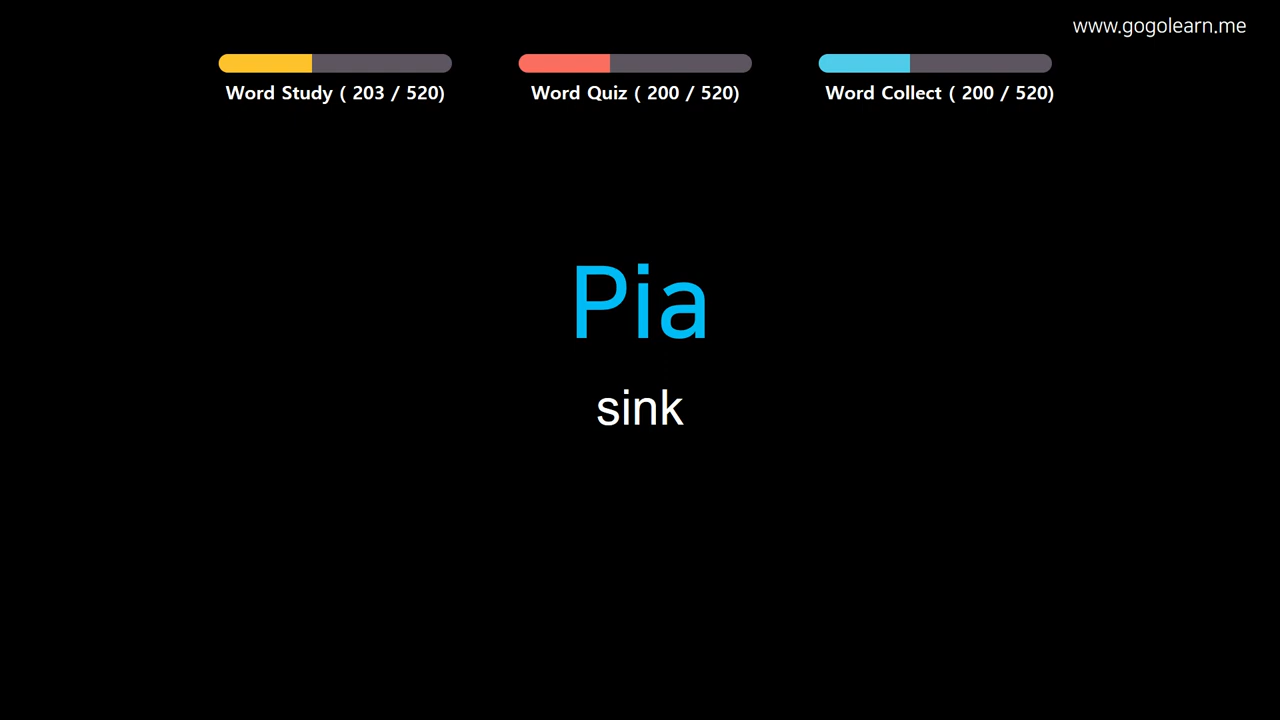 www.gogolearn.me
Word Study ( 203 / 520)
Word Quiz ( 200 / 520)
Word Collect ( 200 / 520)
Pia
sink